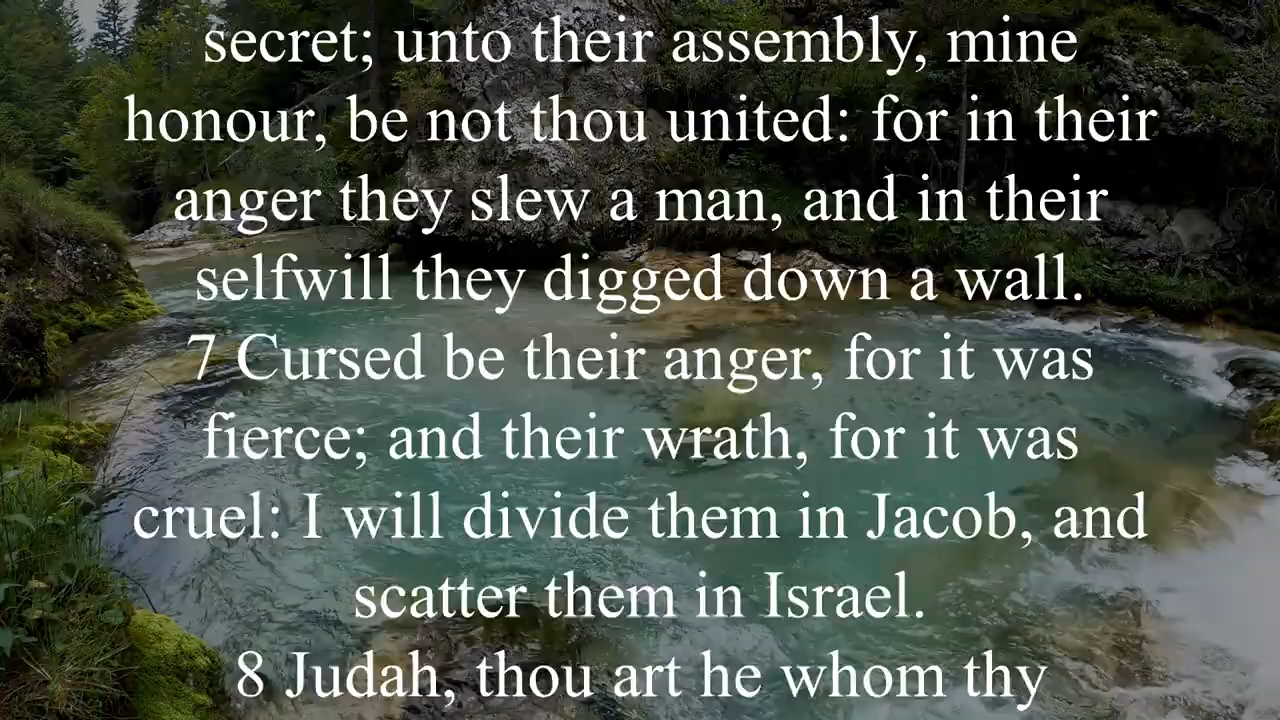 secret; unto their assembly, mine
honour, be not thou united: for in their
anger they slew a man, and in their
selfwill they digged down a wall.
7 Cursed be their anger, for it was
fierce; and their wrath, for it was
cruel: I will divide them in Jacob, and
scatter them in Israel.
8 Judah, thou art he whom thy